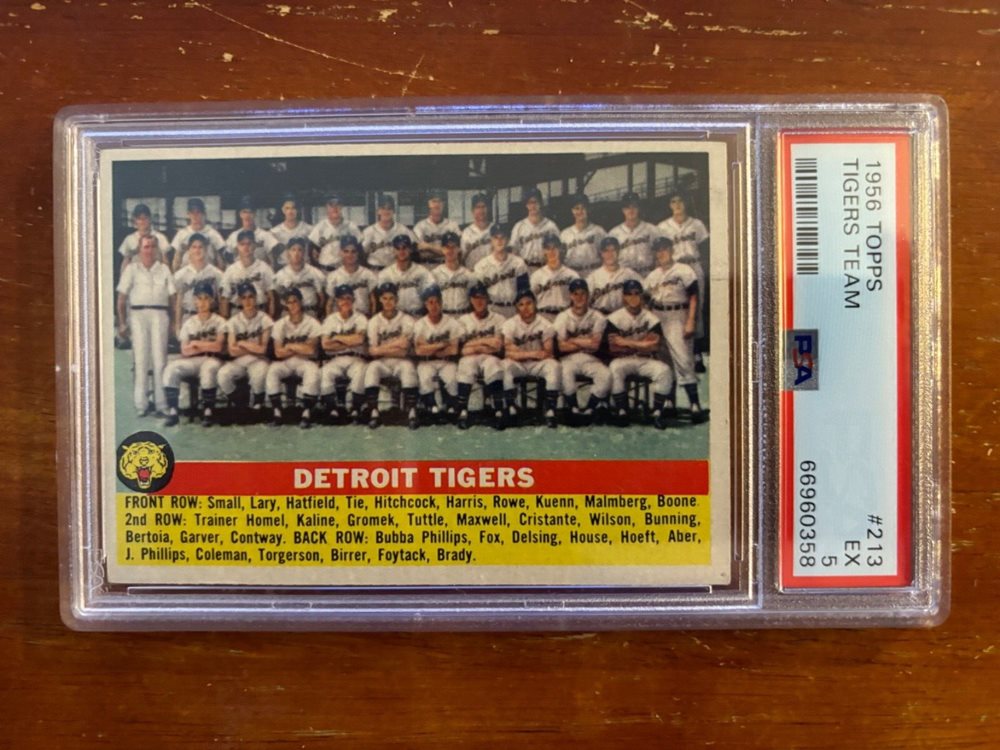 DETROIT TIGERS
FRONT ROW: Small, Lary, Hatfield, Tie, Hitchcock, Harris, Rowe, Kuenn, Malmberg, Boone.
2nd ROW: Trainer Homel, Kaline, Gromek, Tuttle, Maxwell, Cristante, Wilson, Bunning,
Bertoia, Garver, Contway. BACK ROW: Bubba Phillips, Fox, Delsing, House, Hoeft, Aber,
J. Phillips, Coleman, Torgerson, Birrer, Foytack, Brady.
1956 TOPPS #213
TIGERS TEAM EX
5
PSA 66960358